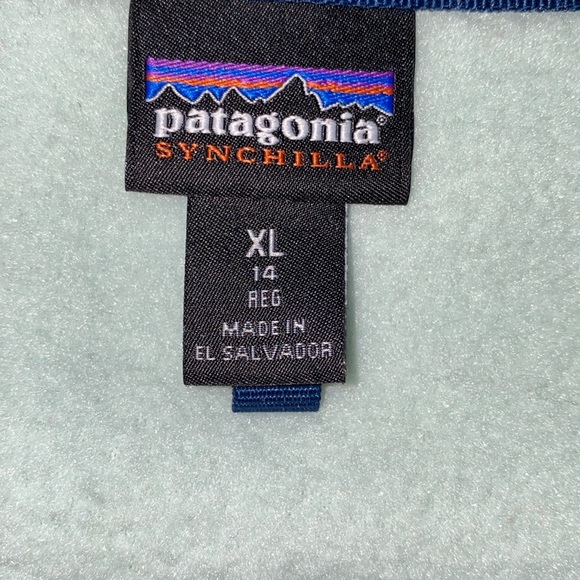 patagonia®
SYNCHILLA®
XL
14
REG
MADE IN
EL SALVADOR